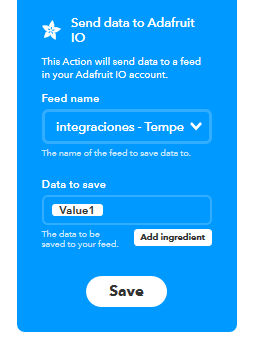 Send data to Adafruit
IO
This Action will send data to a feed
in your Adafruit IO account.
Feed name
integraciones - Tempe
The name of the feed to save data to.
Data to save
Value1
The data to be
saved to your feed.
Add ingredient
Save